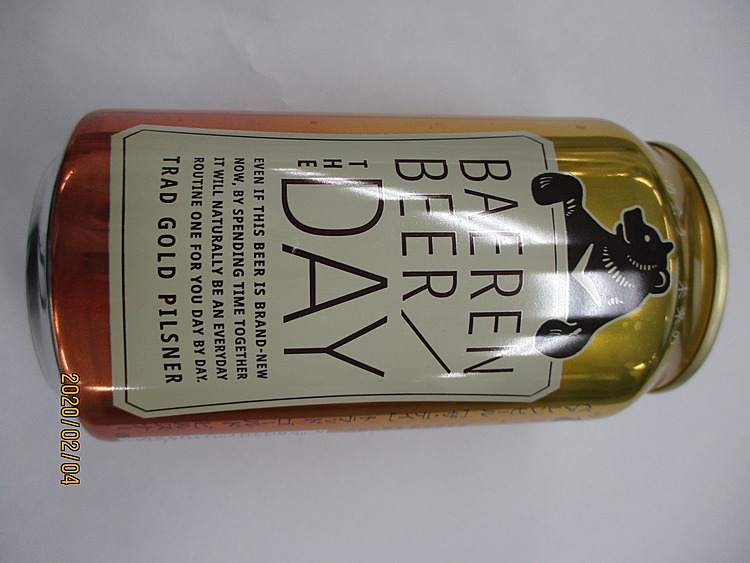 BAEREN
BEER
THE DAY
EVEN IF THIS BEER IS BRAND-NEW
NOW, BY SPENDING TIME TOGETHER
IT WILL NATURALLY BE AN EVERYDAY
ROUTINE ONE FOR YOU DAY BY DAY.
TRAD GOLD PILSNER
2020/02/04